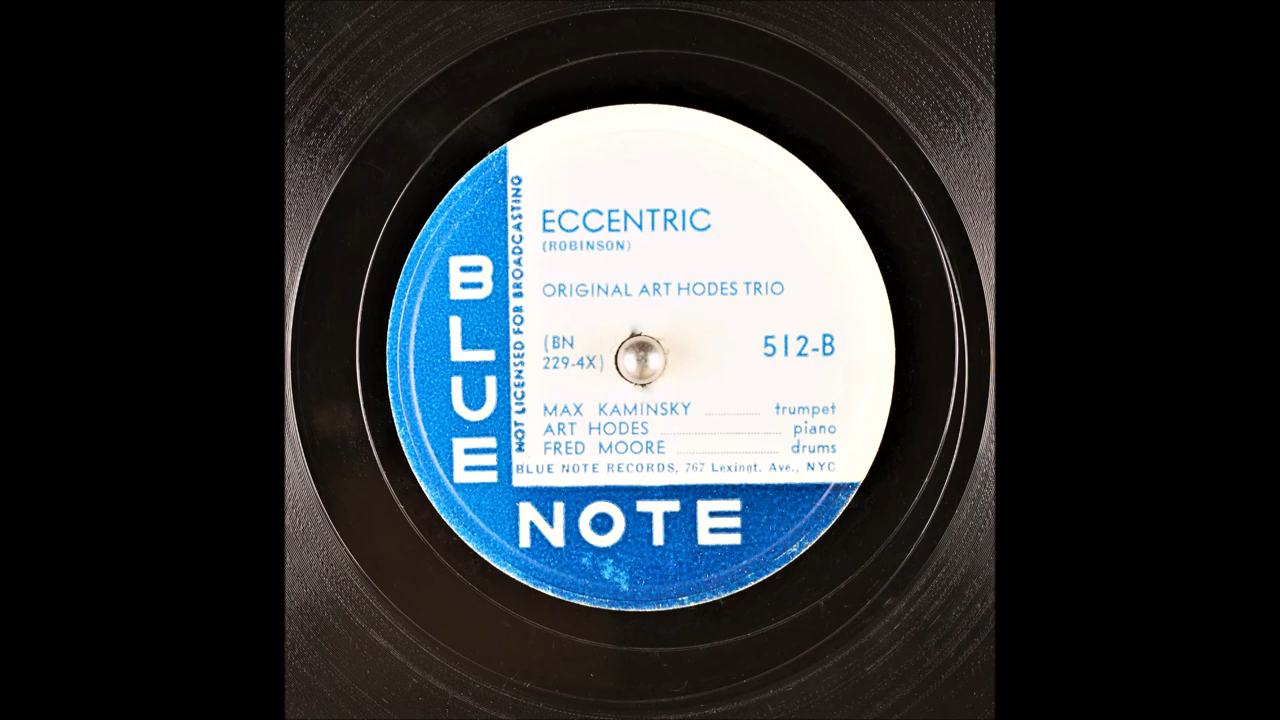 ECCENTRIC
(ROBINSON)
ORIGINAL ART HODES TRIO
(BN
229-4X)
512-B
MAX KAMINSKY trumpet
ART HODES piano
FRED MOORE drums
BLUE NOTE RECORDS, 767 Lexingt. Ave., NYC
NOT LICENSED FOR BROADCASTING
BLUE
NOTE